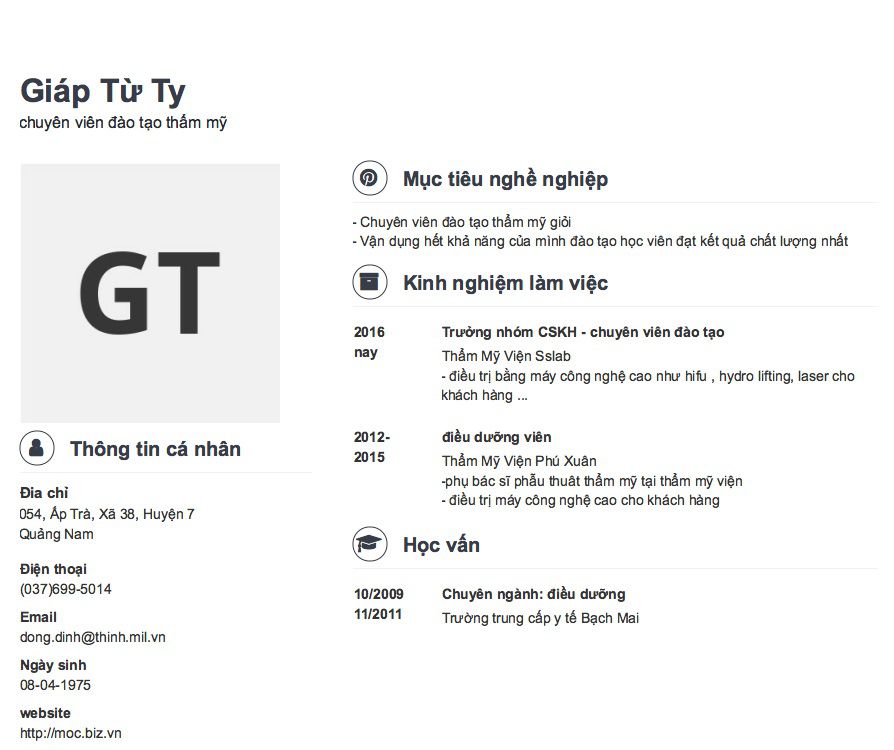 Giáp Từ Ty
chuyên viên đào tạo thẩm mỹ
GT
Thông tin cá nhân
Đia chỉ
054, Ấp Trà, Xã 38, Huyện 7
Quảng Nam
Điện thoại
(037)699-5014
Email
dong.dinh@thinh.mil.vn
Ngày sinh
08-04-1975
website
http://moc.biz.vn
Mục tiêu nghề nghiệp
- Chuyên viên đào tạo thẩm mỹ giỏi
- Vận dụng hết khả năng của mình đào tạo học viên đạt kết quả chất lượng nhất
Kinh nghiệm làm việc
2016
nay
Trưởng nhóm CSKH - chuyên viên đào tạo
Thẩm Mỹ Viện Sslab
- điều trị bằng máy công nghệ cao như hifu , hydro lifting, laser cho
khách hàng ...
2012-
2015
điều dưỡng viên
Thẩm Mỹ Viện Phú Xuân
-phụ bác sĩ phẫu thuât thẩm mỹ tại thẩm mỹ viện
- điều trị máy công nghệ cao cho khách hàng
Học vấn
10/2009
11/2011
Chuyên ngành: điều dưỡng
Trường trung cấp y tế Bạch Mai